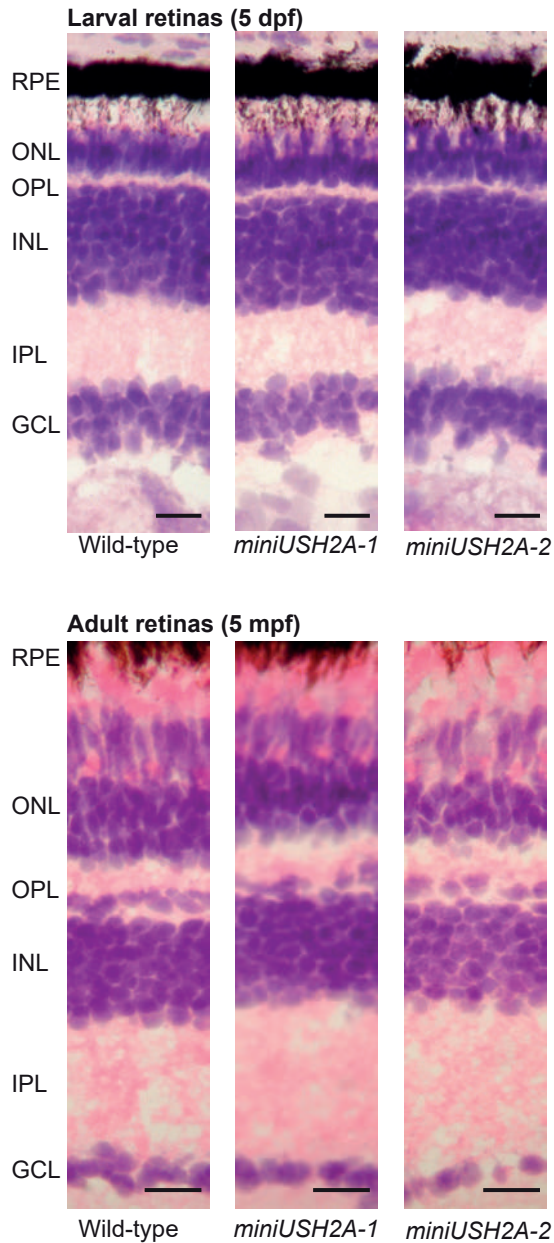 Larval retinas (5 dpf)
RPE
ONL
OPL
INL
IPL
GCL
Wild-type miniUSH2A-1 miniUSH2A-2
Adult retinas (5 mpf)
RPE
ONL
OPL
INL
IPL
GCL
Wild-type miniUSH2A-1 miniUSH2A-2